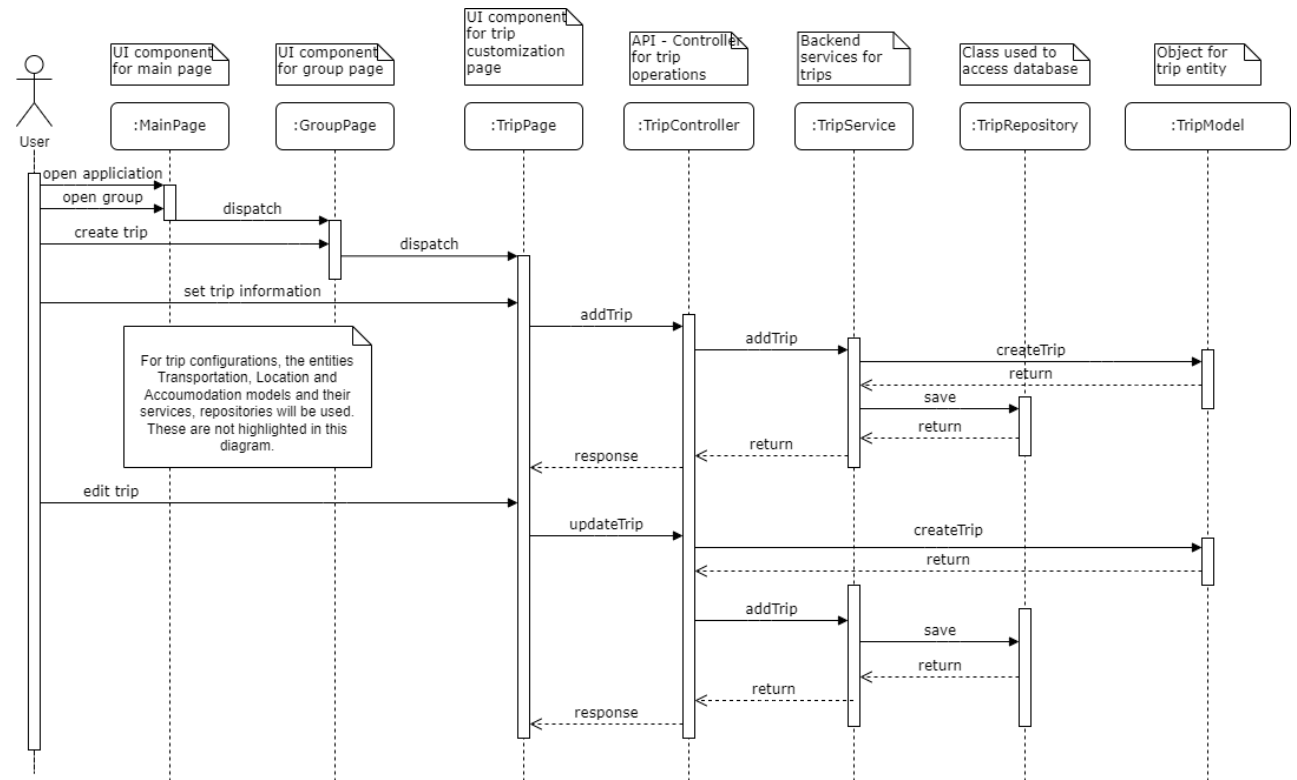 UI component
for main page
UI component
for group page
UI component
for trip
customization
page
API - Controller
for trip
operations
Backend
services for
trips
Class used to
access database
Object for
trip entity
User
:MainPage
:GroupPage
:TripPage
:TripController
:TripService
:TripRepository
:TripModel
open appliciation
open group
dispatch
create trip
dispatch
set trip information
addTrip
addTrip
createTrip
return
save
return
return
response
For trip configurations, the entities
Transportation, Location and
Accoumodation models and their
services, repositories will be used.
These are not highlighted in this
diagram.
edit trip
updateTrip
createTrip
return
addTrip
save
return
return
response